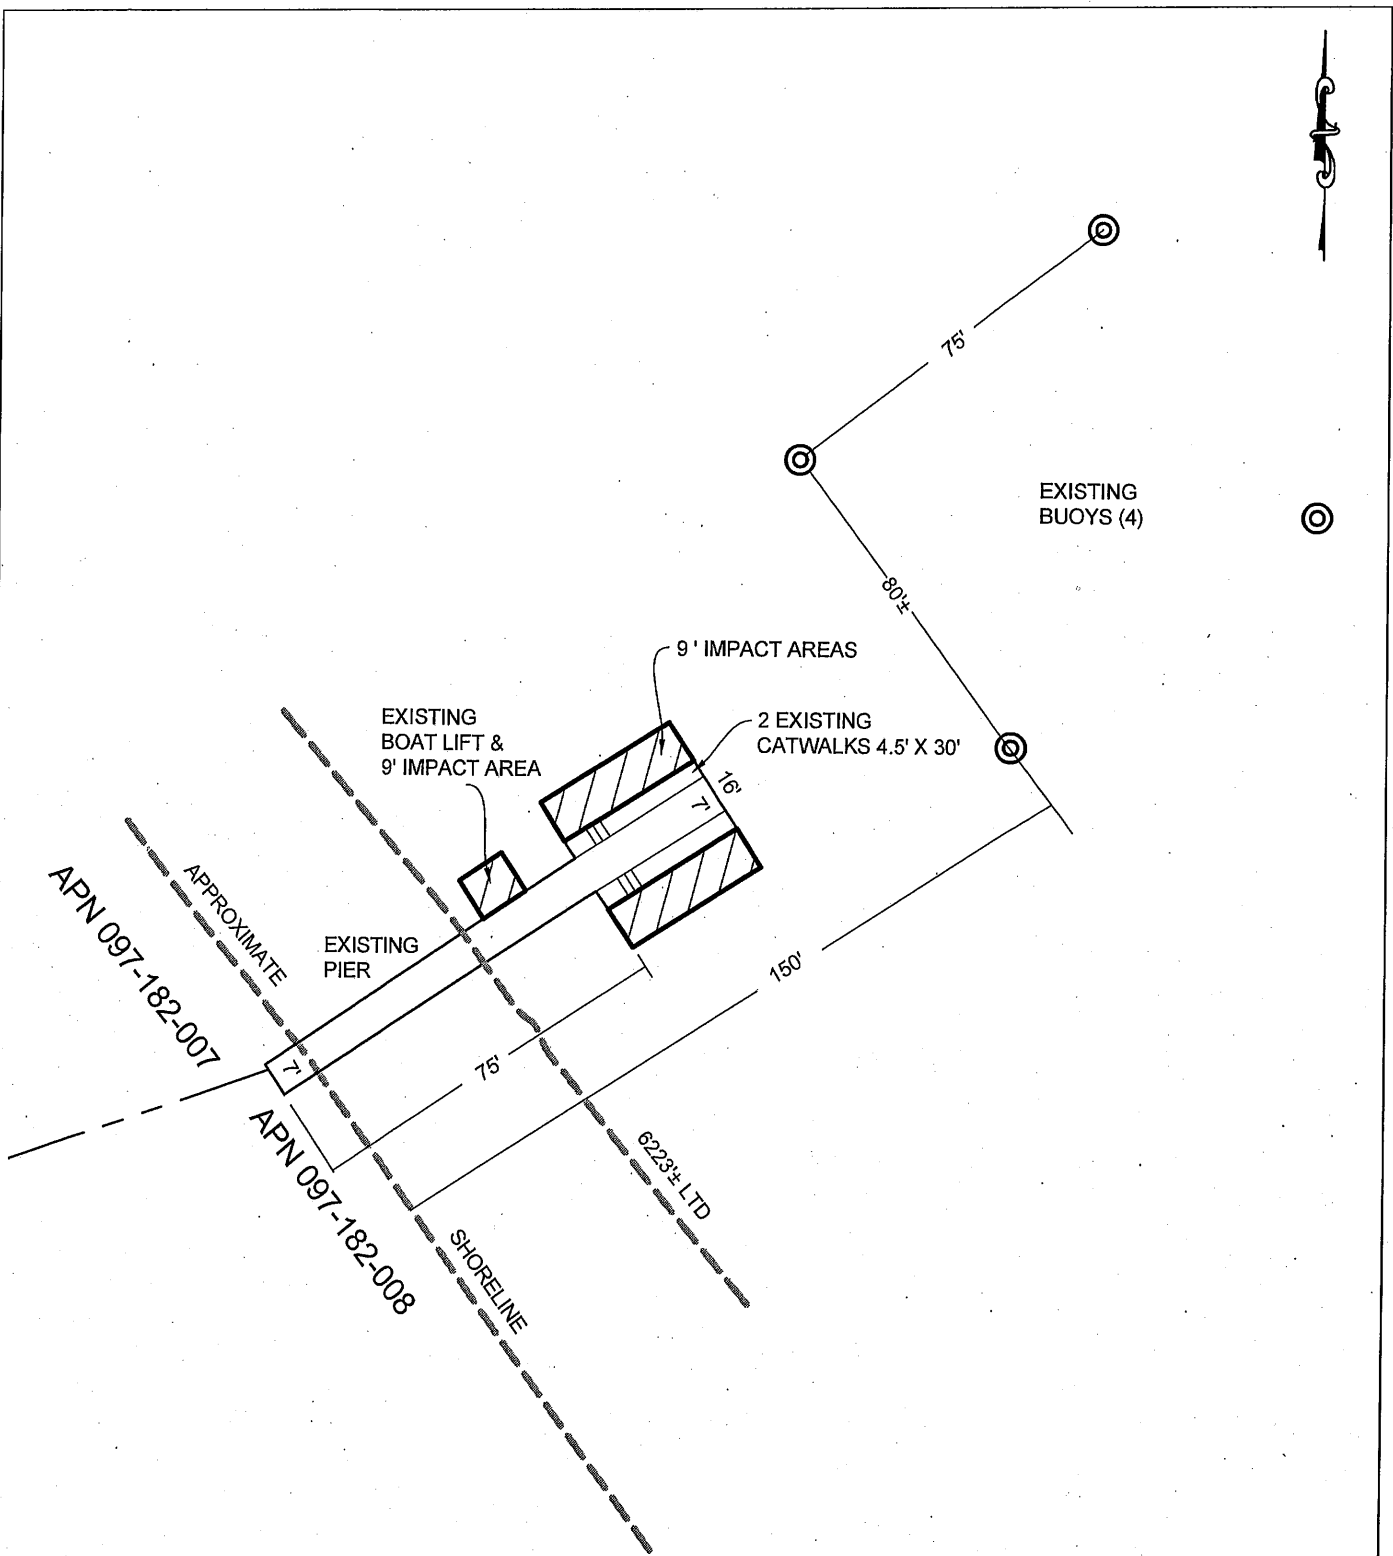 75'
EXISTING
BUOYS (4)
80'±
9 ' IMPACT AREAS
EXISTING
BOAT LIFT &
9' IMPACT AREA
2 EXISTING
CATWALKS 4.5' X 30'
16'
7'
APPROXIMATE
APN 097-182-007
EXISTING
PIER
150'
7'
75'
APN 097-182-008
6223'± LTD
SHORELINE